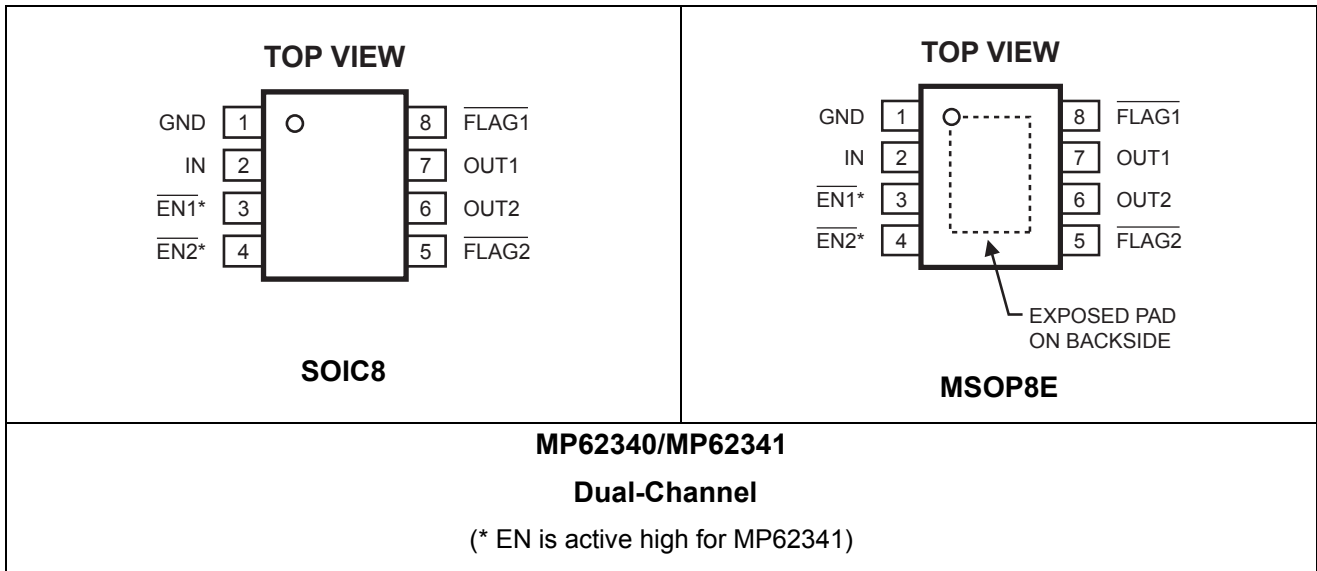 TOP VIEW
GND 1 8 FLAG1
IN 2 7 OUT1
EN1* 3 6 OUT2
EN2* 4 5 FLAG2
SOIC8
TOP VIEW
GND 1 8 FLAG1
IN 2 7 OUT1
EN1* 3 6 OUT2
EN2* 4 5 FLAG2
EXPOSED PAD
ON BACKSIDE
MSOP8E
MP62340/MP62341
Dual-Channel
(* EN is active high for MP62341)